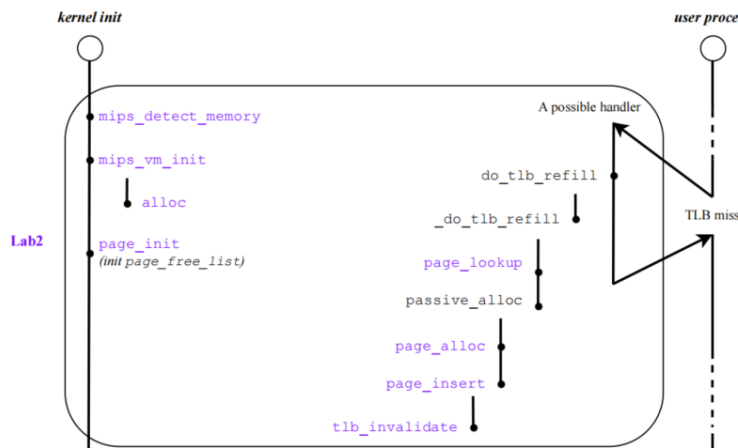 kernel init
user proce
mips_detect_memory
A possible handler
mips_vm_init
do_tlb_refill
alloc
_do_tlb_refill
TLB miss
Lab2
page_init
(init page_free_list)
page_lookup
passive_alloc
page_alloc
page_insert
tlb_invalidate